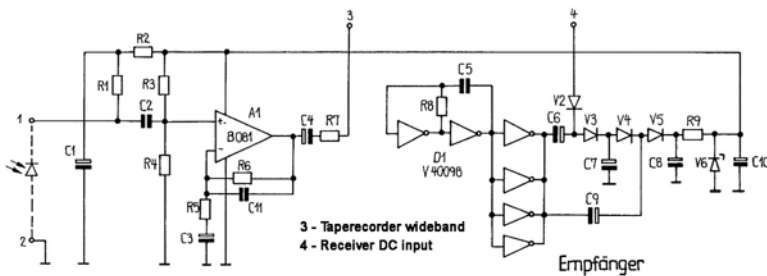 3
4
R2
R1
R3
A1
C5
1
C2
B081
C4
R7
R8
V2
C6
V3
V4
V5
R9
D1
V4009B
C1
R4
R6
C11
R5
C3
C7
C8
V6
C10
C9
2
3 - Taperecorder wideband
4 - Receiver DC input
Empfänger